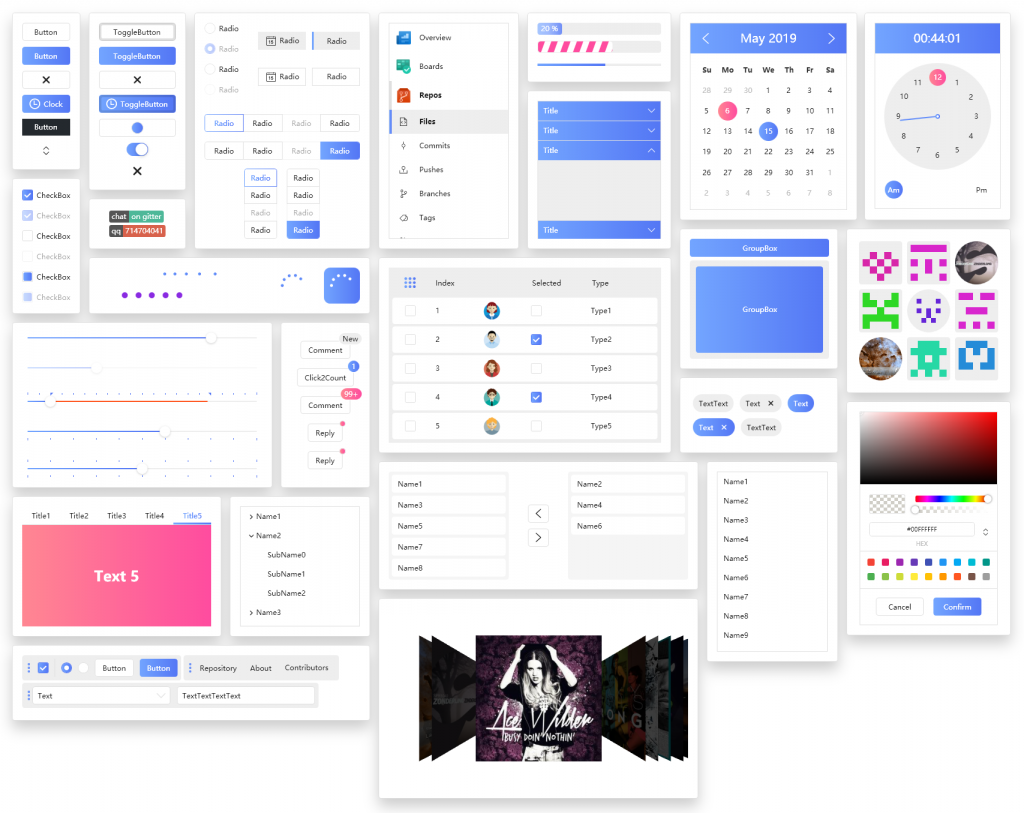 Button
Button
Clock
Button
ToggleButton
ToggleButton
ToggleButton
Radio
Radio
Radio
Radio
15 Radio
Radio
15 Radio
Radio
Radio Radio Radio Radio
Radio Radio Radio Radio
Radio
Radio
Radio
Radio
Radio
Radio
Radio
Radio
Overview
Boards
Repos
Files
Commits
Pushes
Branches
Tags
20 %
Title
Title
Title
Title
May 2019
Su Mo Tu We Th Fr Sa
28 29 30 1 2 3 4
5 6 7 8 9 10 11
12 13 14 15 16 17 18
19 20 21 22 23 24 25
26 27 28 29 30 31 1
2 3 4 5 6 7 8
00:44:01
12
11 1
10 2
9 3
8 4
7 5
6
Am Pm
CheckBox
CheckBox
CheckBox
CheckBox
CheckBox
CheckBox
chat on gitter
qq 714704041
New
Comment
1
Click2Count
99+
Comment
Reply
Reply
Index Selected Type
1 Type1
2 Type2
3 Type3
4 Type4
5 Type5
GroupBox
GroupBox
TextText Text Text
Text TextText
S
Name1
Name3
Name5
Name7
Name8
Name2
Name4
Name6
Name1
Name2
Name3
Name4
Name5
Name6
Name7
Name8
Name9
#00FFFFFF
HEX
Cancel Confirm
Title1 Title2 Title3 Title4 Title5
Text 5
Name1
Name2
SubName0
SubName1
SubName2
Name3
Button Button Repository About Contributors
Text TextTextTextText
Ace Wilder
BUSY DOIN' NOTHIN'